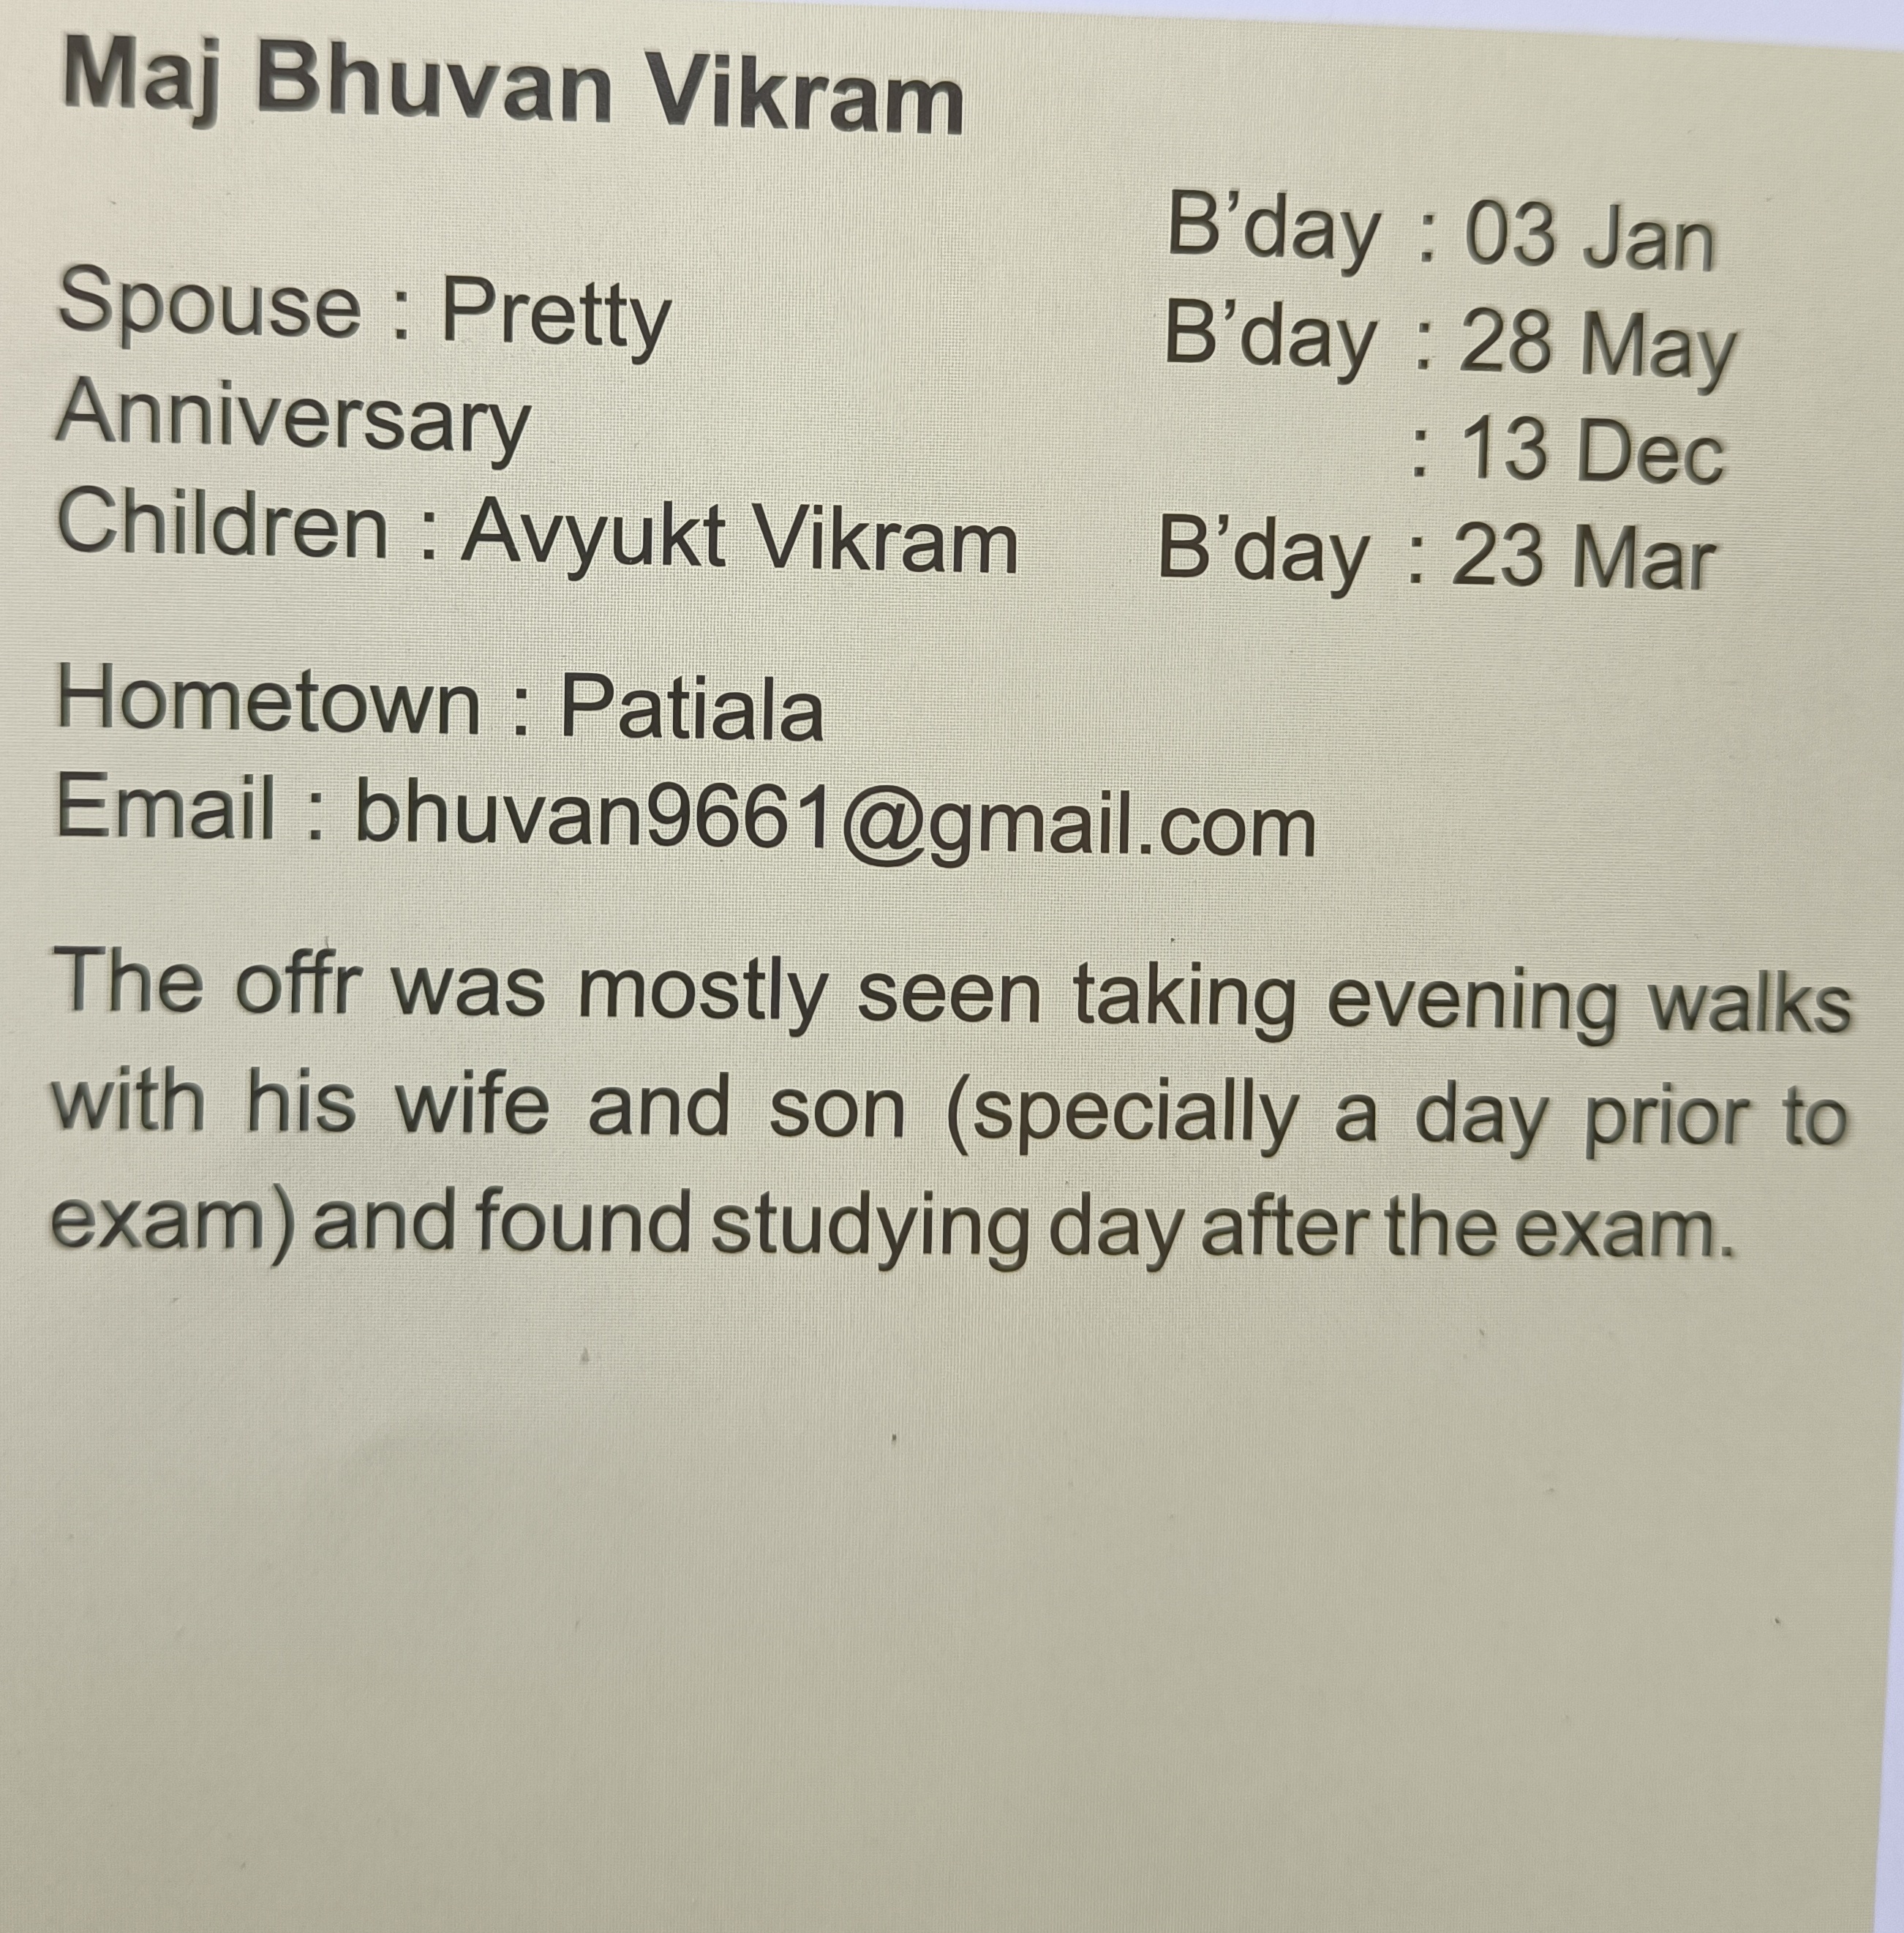 Maj Bhuvan Vikram
B'day : 03 Jan
Spouse : Pretty B'day : 28 May
Anniversary : 13 Dec
Children : Avyukt Vikram B'day : 23 Mar
Hometown : Patiala
Email : bhuvan9661@gmail.com
The offr was mostly seen taking evening walks
with his wife and son (specially a day prior to
exam) and found studying day after the exam.